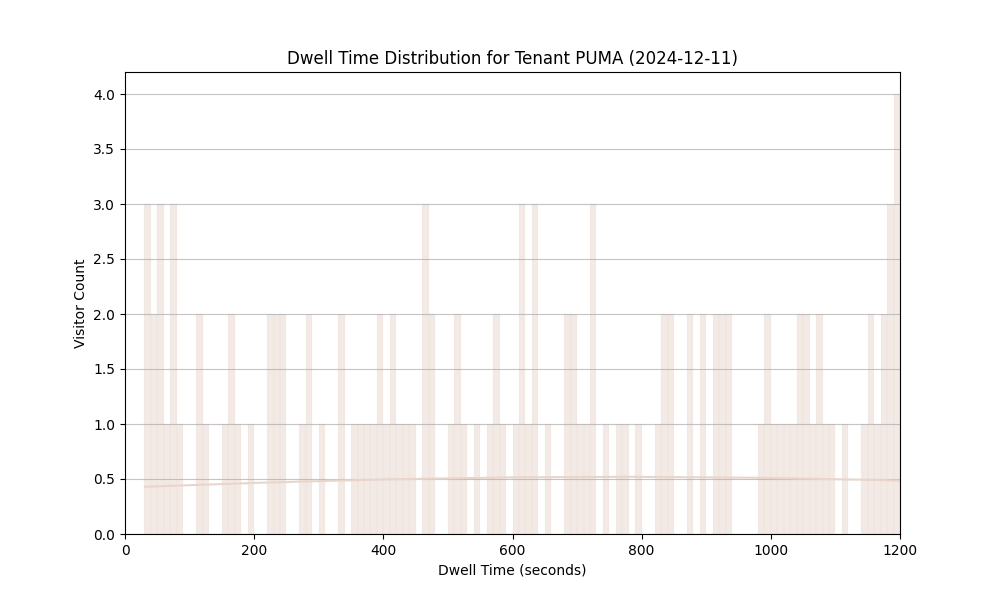 Dwell Time Distribution for Tenant PUMA (2024-12-11)
4.0
3.5
3.0
2.5
2.0
1.5
1.0
0.5
0.0
Visitor Count
0 200 400 600 800 1000 1200
Dwell Time (seconds)